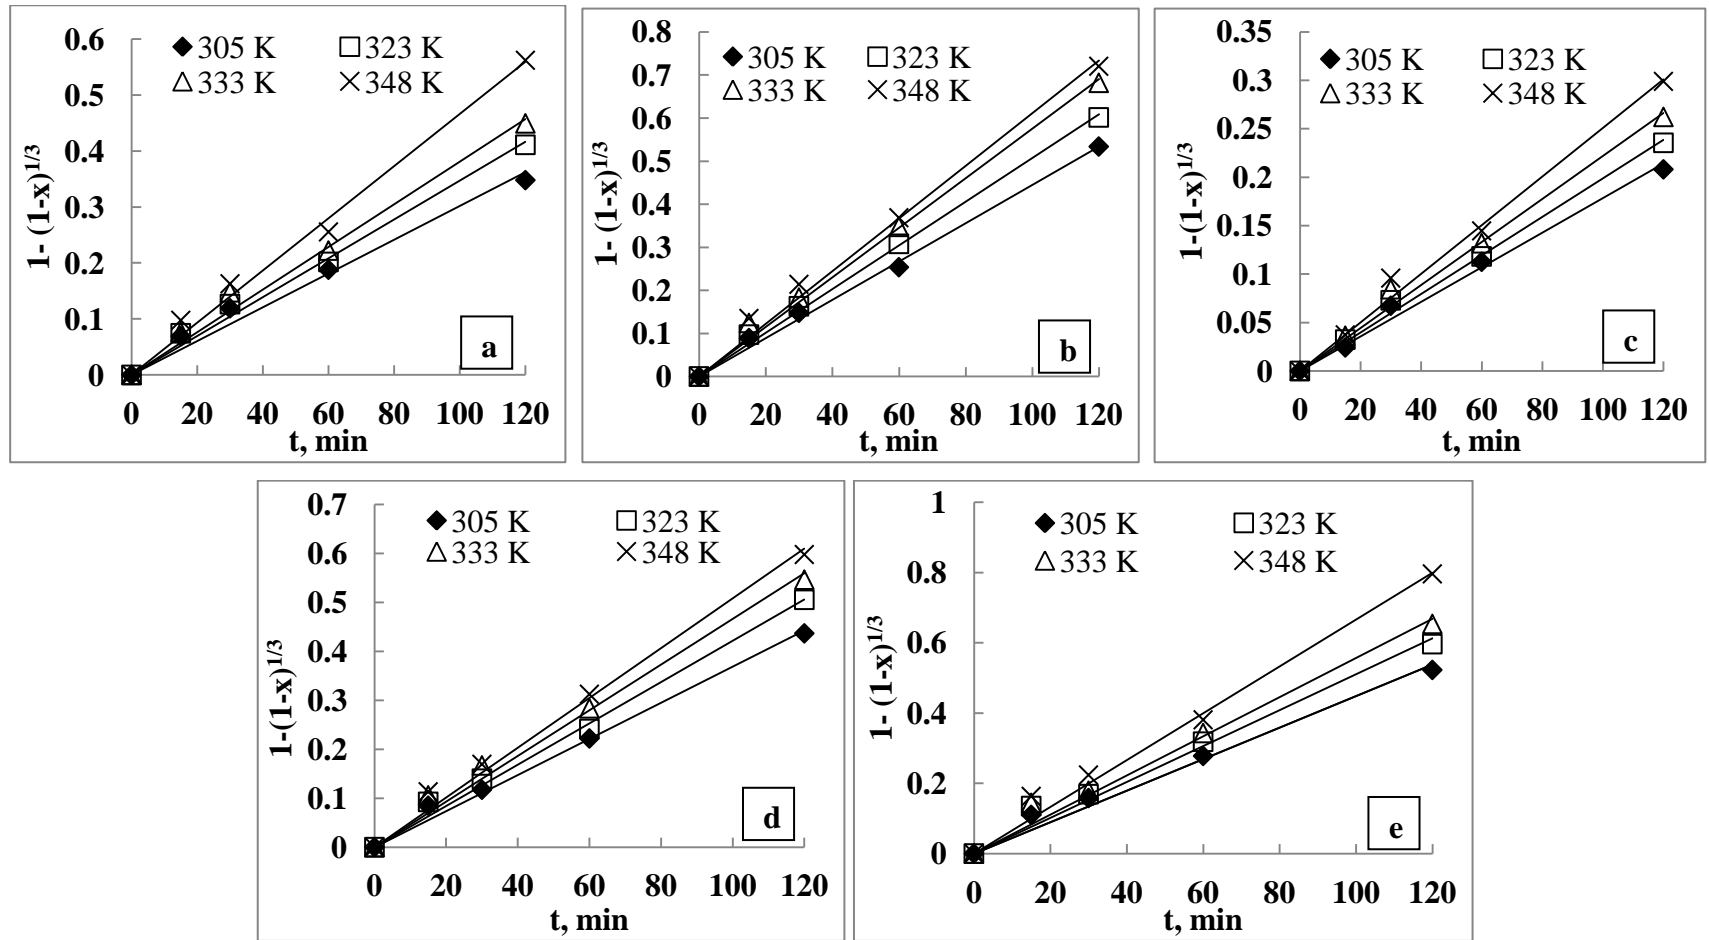 1- (1-x)1/3
0.6
0.5
0.4
0.3
0.2
0.1
0
305 K
323 K
333 K
348 K
a
0 20 40 60 80 100 120
t, min
1- (1-x)1/3
0.8
0.7
0.6
0.5
0.4
0.3
0.2
0.1
0
305 K
323 K
333 K
348 K
b
0 20 40 60 80 100 120
t, min
1-(1-x)1/3
0.35
0.3
0.25
0.2
0.15
0.1
0.05
0
305 K
323 K
333 K
348 K
c
0 20 40 60 80 100 120
t, min
1-(1-x)1/3
0.7
0.6
0.5
0.4
0.3
0.2
0.1
0
305 K
323 K
333 K
348 K
d
0 20 40 60 80 100 120
t, min
1- (1-x)1/3
1
0.8
0.6
0.4
0.2
0
305 K
323 K
333 K
348 K
e
0 20 40 60 80 100 120
t, min